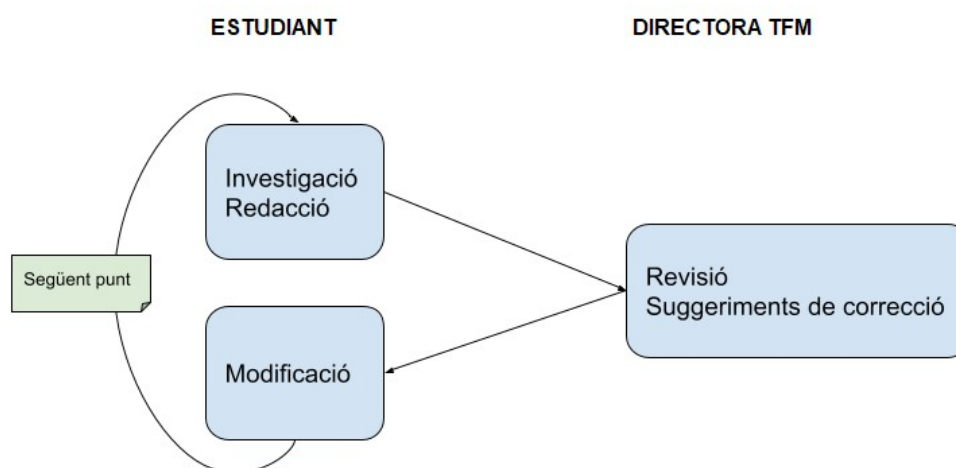 ESTUDIANT
DIRECTORA TFM
Investigació
Redacció
Revisió
Suggeriments de correcció
Següent punt
Modificació